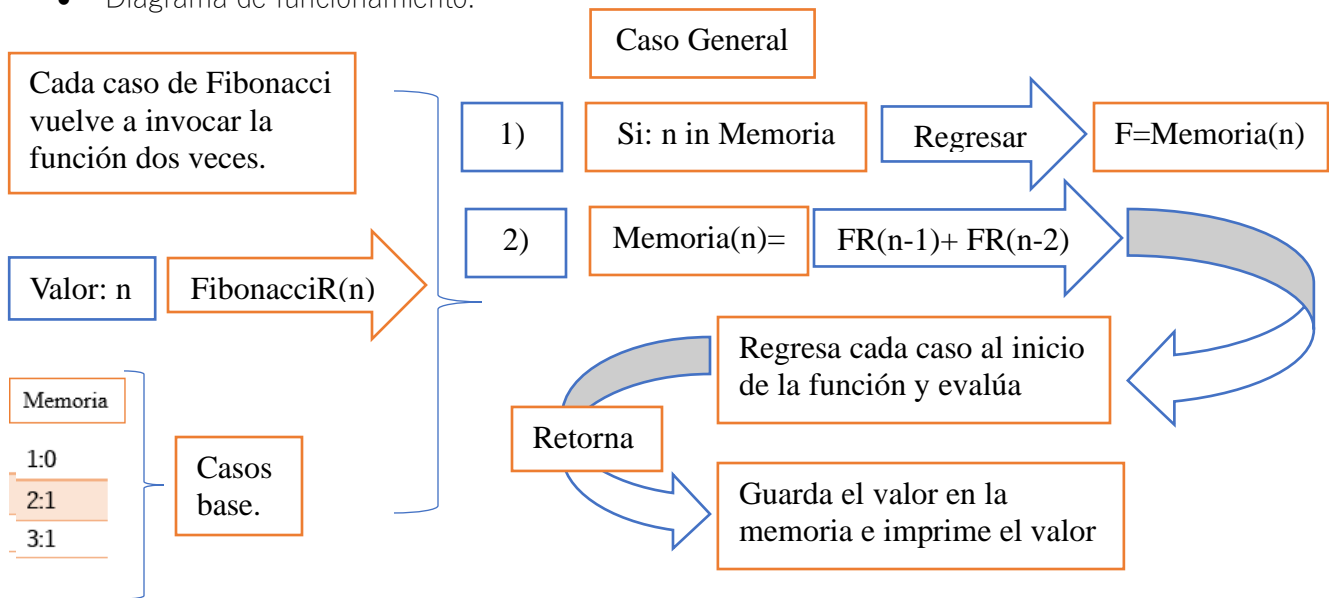 • Diagrama de funcionamiento.
Caso General
Cada caso de Fibonacci
vuelve a invocar la
función dos veces.
1)
Si: n in Memoria
Regresar
F=Memoria(n)
2)
Memoria(n)=
FR(n-1)+ FR(n-2)
Valor: n
FibonacciR(n)
Regresa cada caso al inicio
de la función y evalúa
Memoria
1:0
2:1
3:1
Casos
base.
Retorna
Guarda el valor en la
memoria e imprime el valor